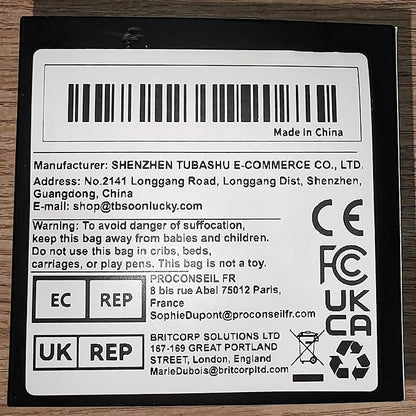 Made In China
Manufacturer: SHENZHEN TUBASHU E-COMMERCE CO., LTD.
Address: No.2141 Longgang Road, Longgang Dist, Shenzhen,
Guangdong, China
E-mail: shop@tbsoonlucky.com
Warning: To avoid danger of suffocation,
keep this bag away from babies and children.
Do not use this bag in cribs, beds,
carriages, or play pens. This bag is not a toy.
CE
FC
UK
CA
EC REP
PROCONSEIL FR
8 bis rue Abel 75012 Paris,
France
SophieDupont@proconseilfr.com
UK REP
BRITCORP SOLUTIONS LTD
167-169 GREAT PORTLAND
STREET, London, England
MarieDubois@britcorpltd.com